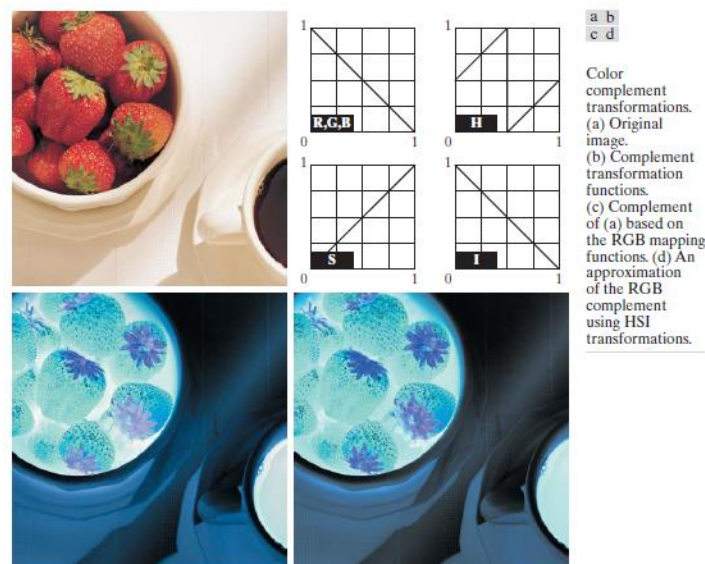 1
1
R,G,B
H
0
1
0
1
1
1
S
I
0
1
0
1
a b
c d
Color
complement
transformations.
(a) Original
image.
(b) Complement
transformation
functions.
(c) Complement
of (a) based on
the RGB mapping
functions. (d) An
approximation
of the RGB
complement
using HSI
transformations.